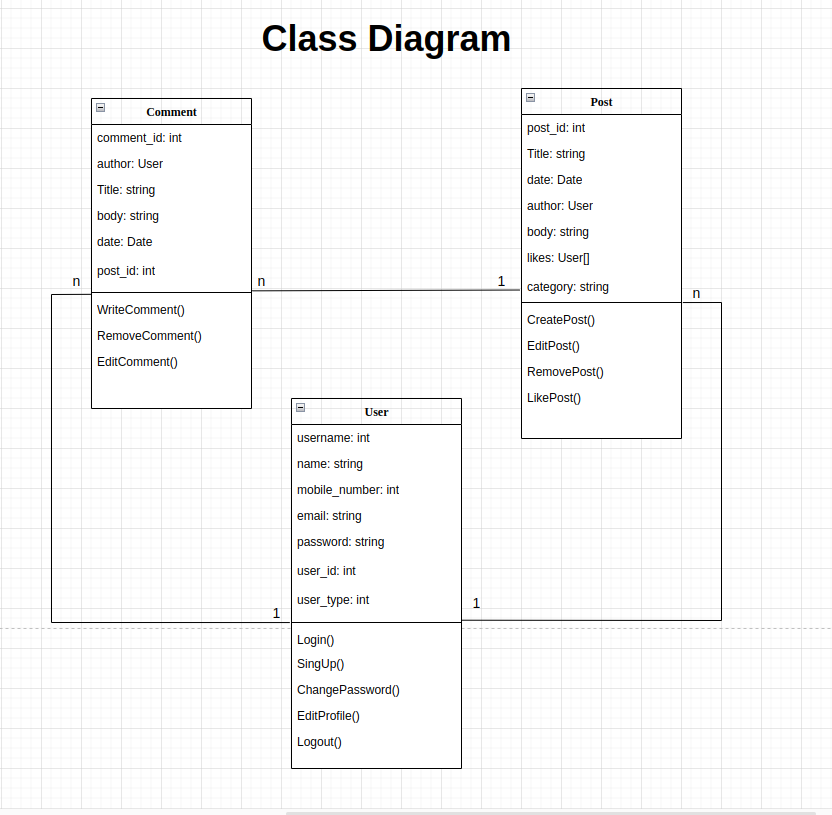 Class Diagram
Comment
comment_id: int
author: User
Title: string
body: string
date: Date
post_id: int
WriteComment()
RemoveComment()
EditComment()
Post
post_id: int
Title: string
date: Date
author: User
body: string
likes: User[]
category: string
CreatePost()
EditPost()
RemovePost()
LikePost()
n
n
1
n
User
username: int
name: string
mobile_number: int
email: string
password: string
user_id: int
user_type: int
Login()
SingUp()
ChangePassword()
EditProfile()
Logout()
1
1